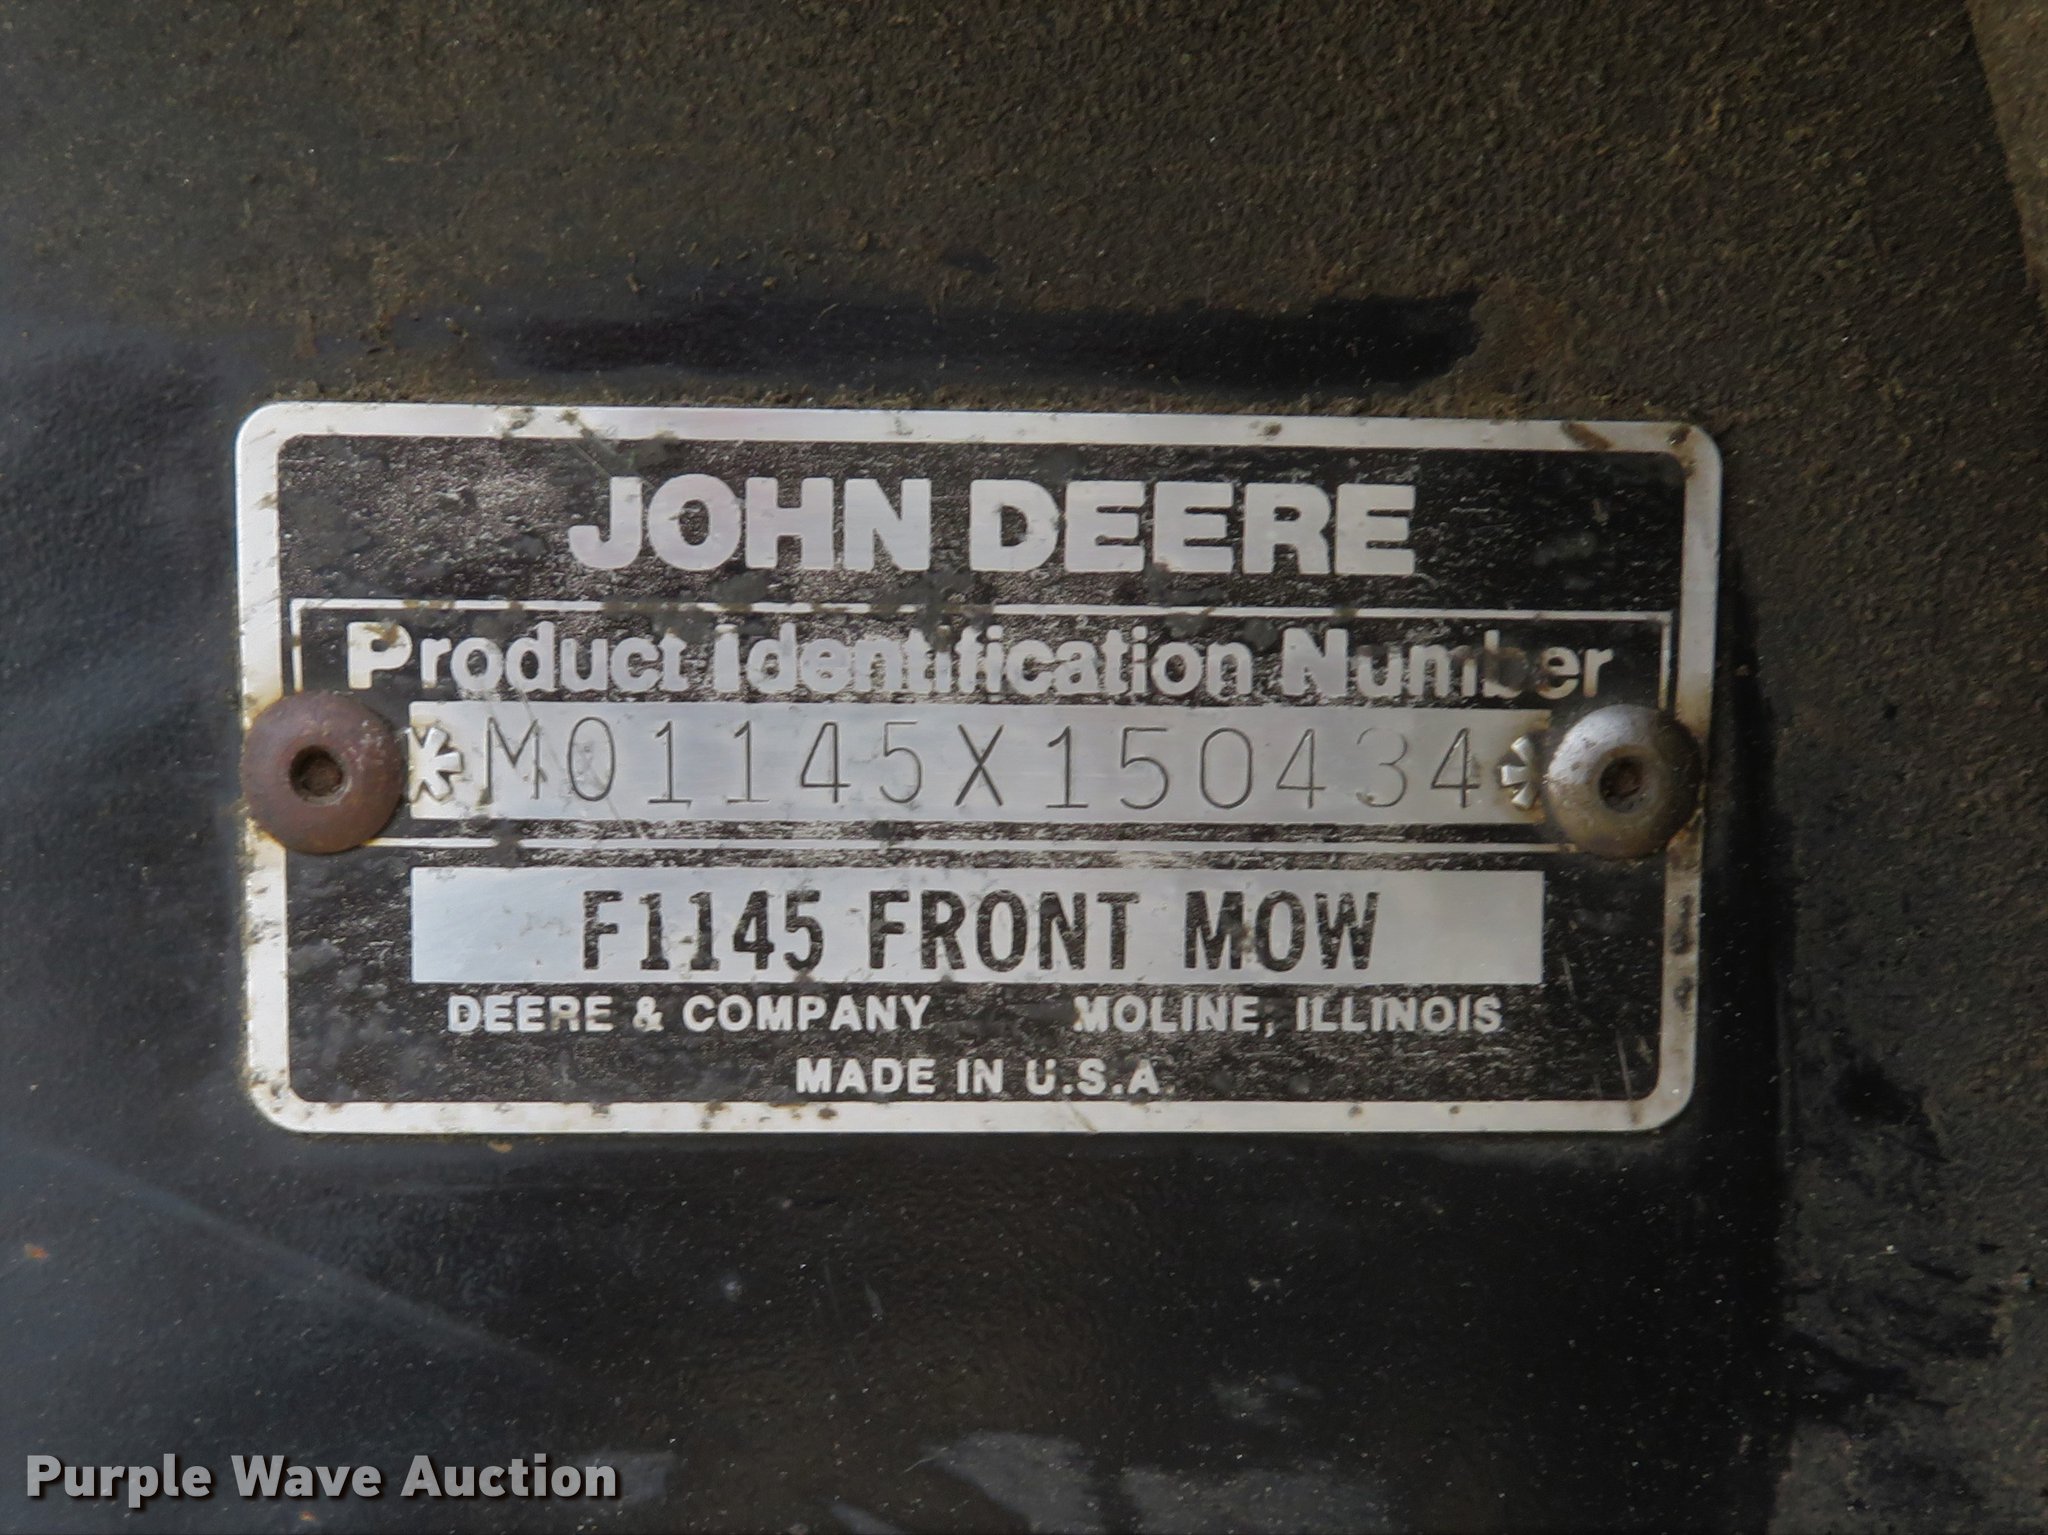 JOHN DEERE
Product Identification Number
*M01145X150434*
F1145 FRONT MOW
DEERE & COMPANY MOLINE, ILLINOIS
MADE IN U.S.A.
Purple Wave Auction